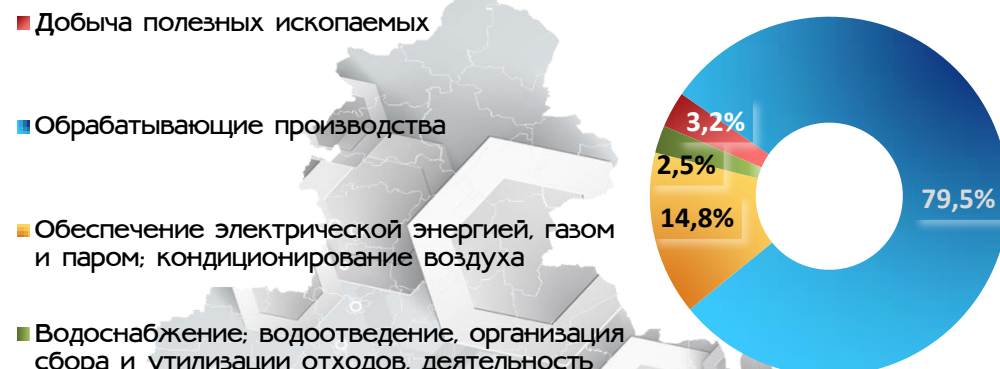 Добыча полезных ископаемых
Обрабатывающие производства
Обеспечение электрической энергией, газом
и паром; кондиционирование воздуха
Водоснабжение; водоотведение, организация
сбора и утилизации отходов, деятельность
3,2%
2,5%
14,8%
79,5%